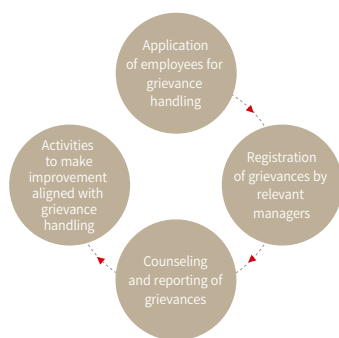 Application
of employees for
grievance
handling
Registration
of grievances by
relevant
managers
Counseling
and reporting of
grievances
Activities
to make
improvement
aligned with
grievance
handling